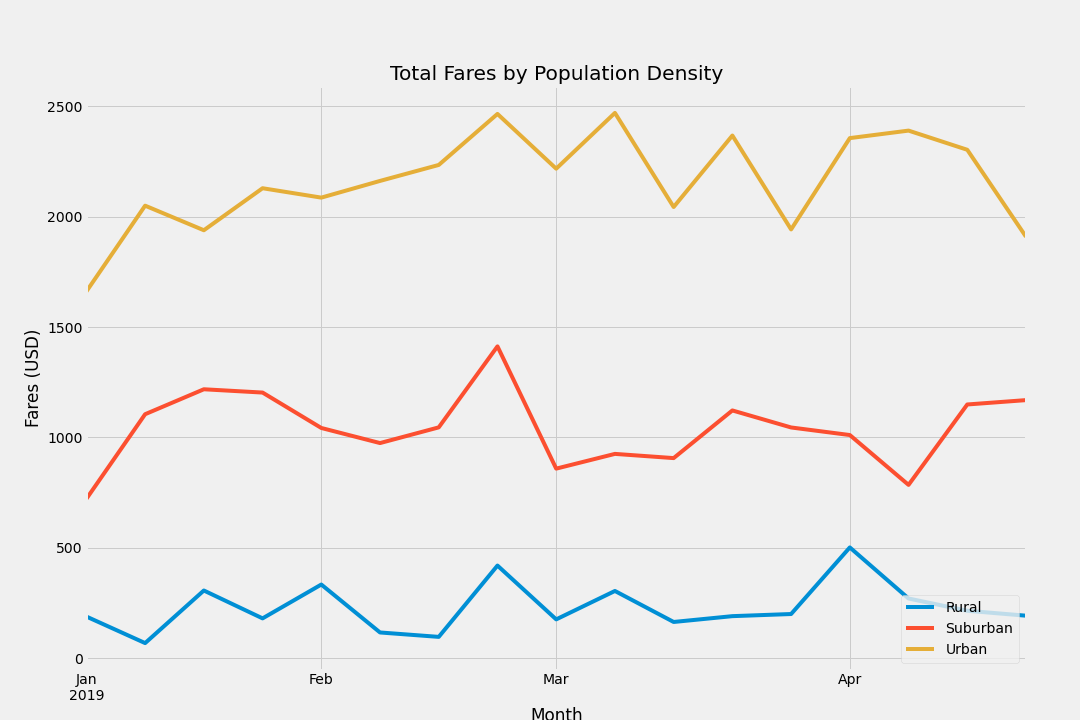 Total Fares by Population Density
2500
2000
1500
1000
500
0
Fares (USD)
Jan
2019
Feb
Mar
Apr
Month
Rural
Suburban
Urban